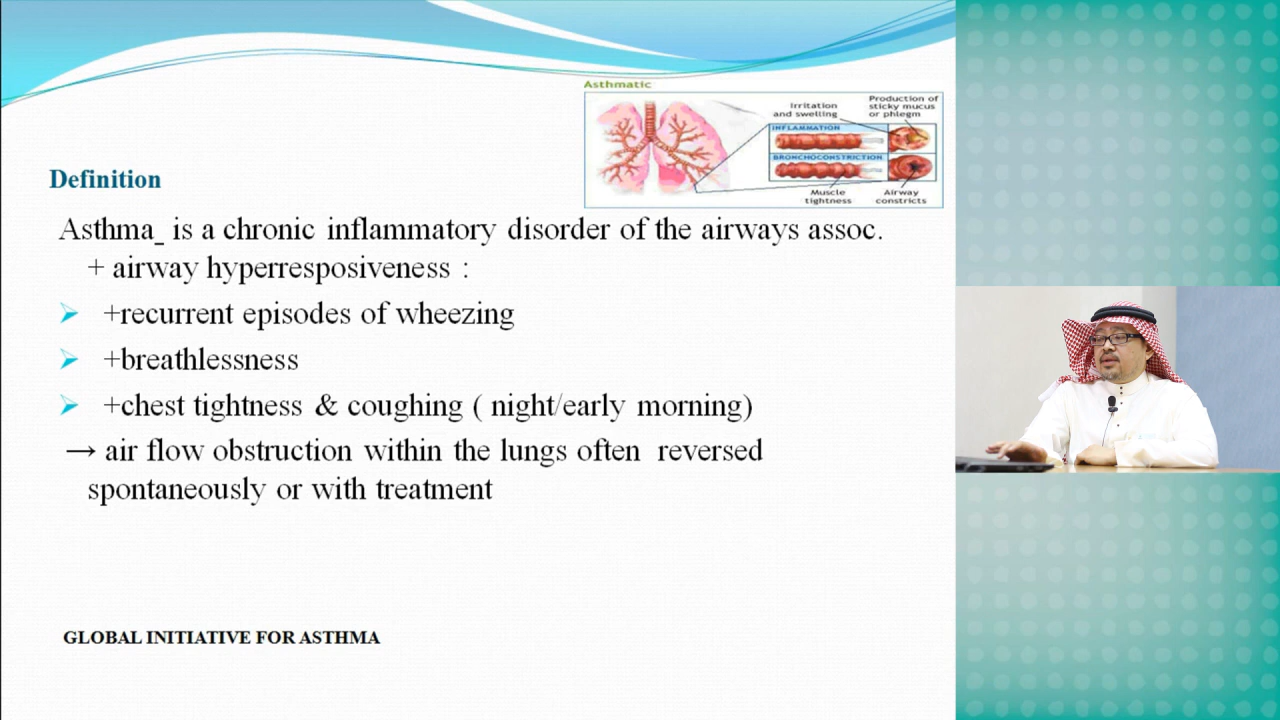 Asthmatic
Irritation and swelling
Production of sticky mucus or phlegm
INFLAMMATION
BRONCHOCONSTRICTION
Muscle tightness
Airway constricts
Definition
Asthma_ is a chronic inflammatory disorder of the airways assoc.
+ airway hyperresposiveness :
+recurrent episodes of wheezing
+breathlessness
+chest tightness & coughing ( night/early morning)
→ air flow obstruction within the lungs often reversed
spontaneously or with treatment
GLOBAL INITIATIVE FOR ASTHMA